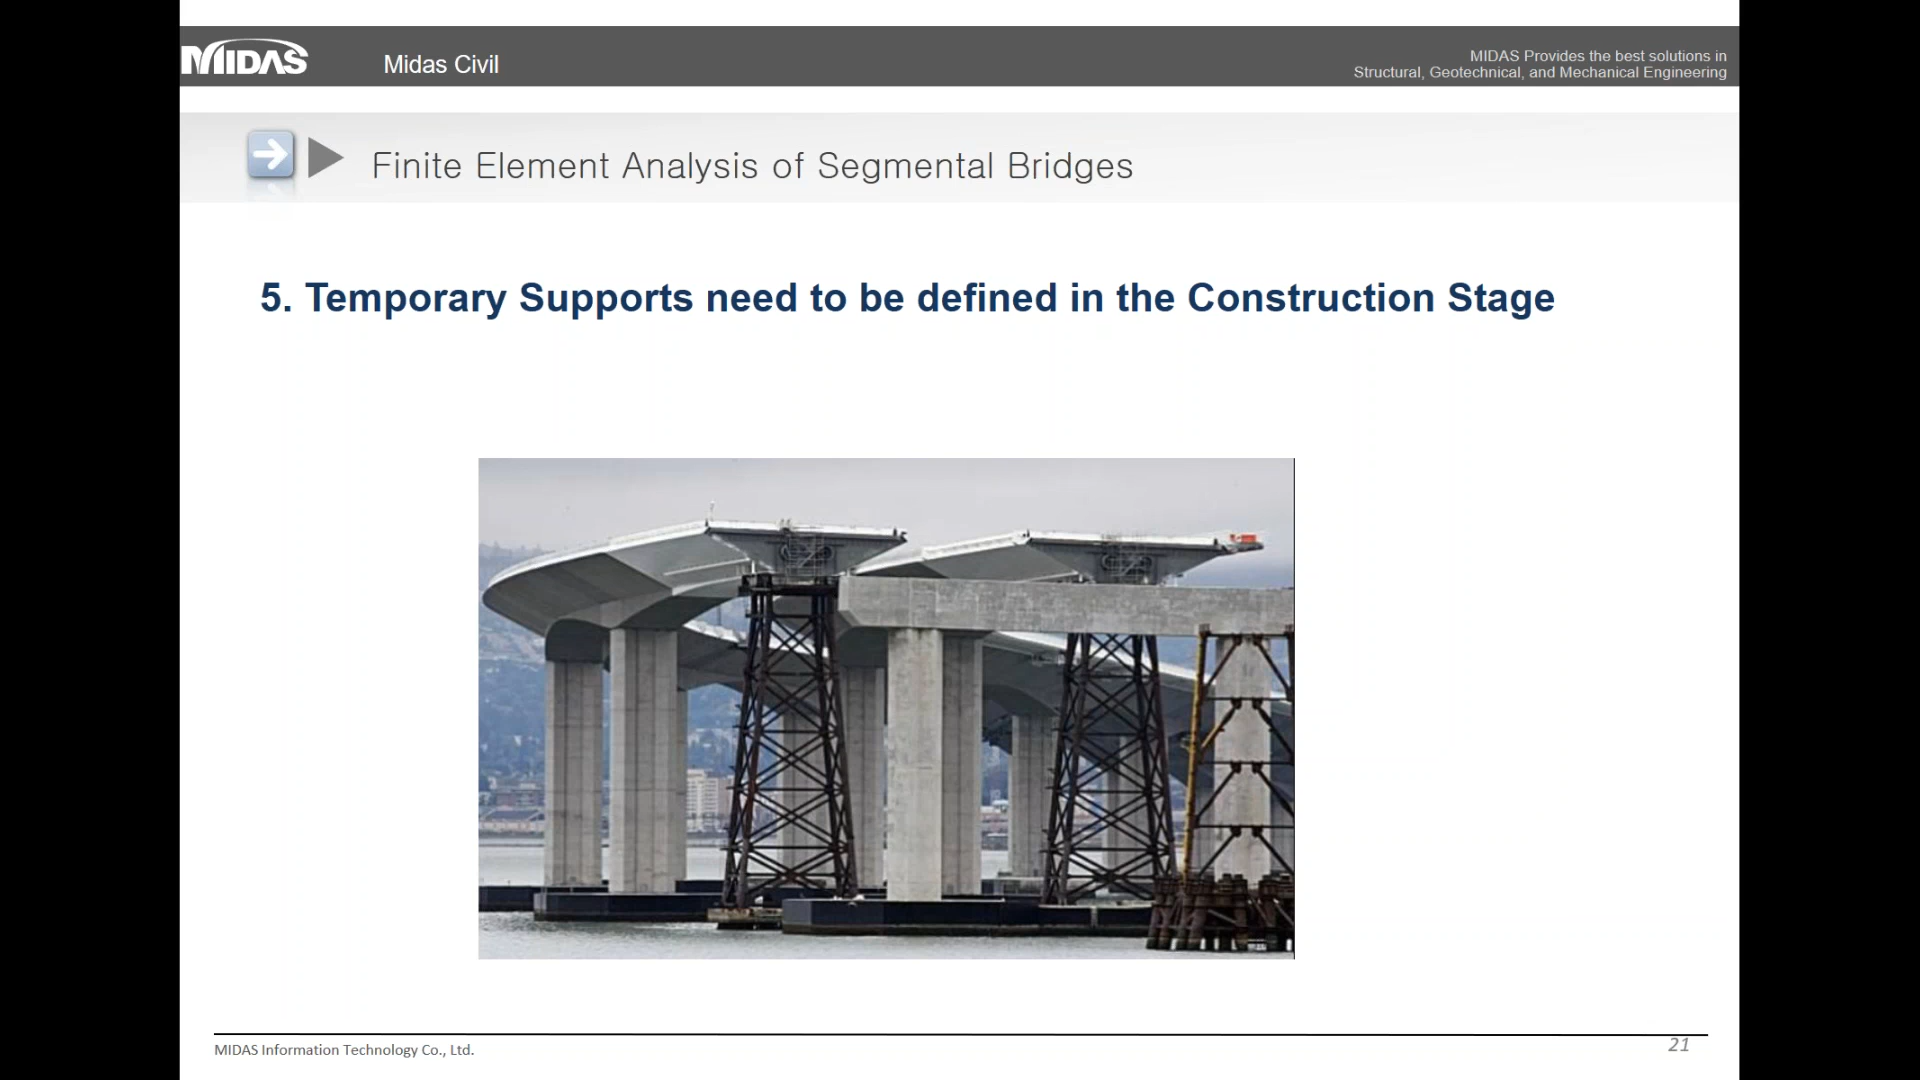 MIDAS
Midas Civil
MIDAS Provides the best solutions in
Structural, Geotechnical, and Mechanical Engineering
Finite Element Analysis of Segmental Bridges
5. Temporary Supports need to be defined in the Construction Stage
MIDAS Information Technology Co., Ltd.
21